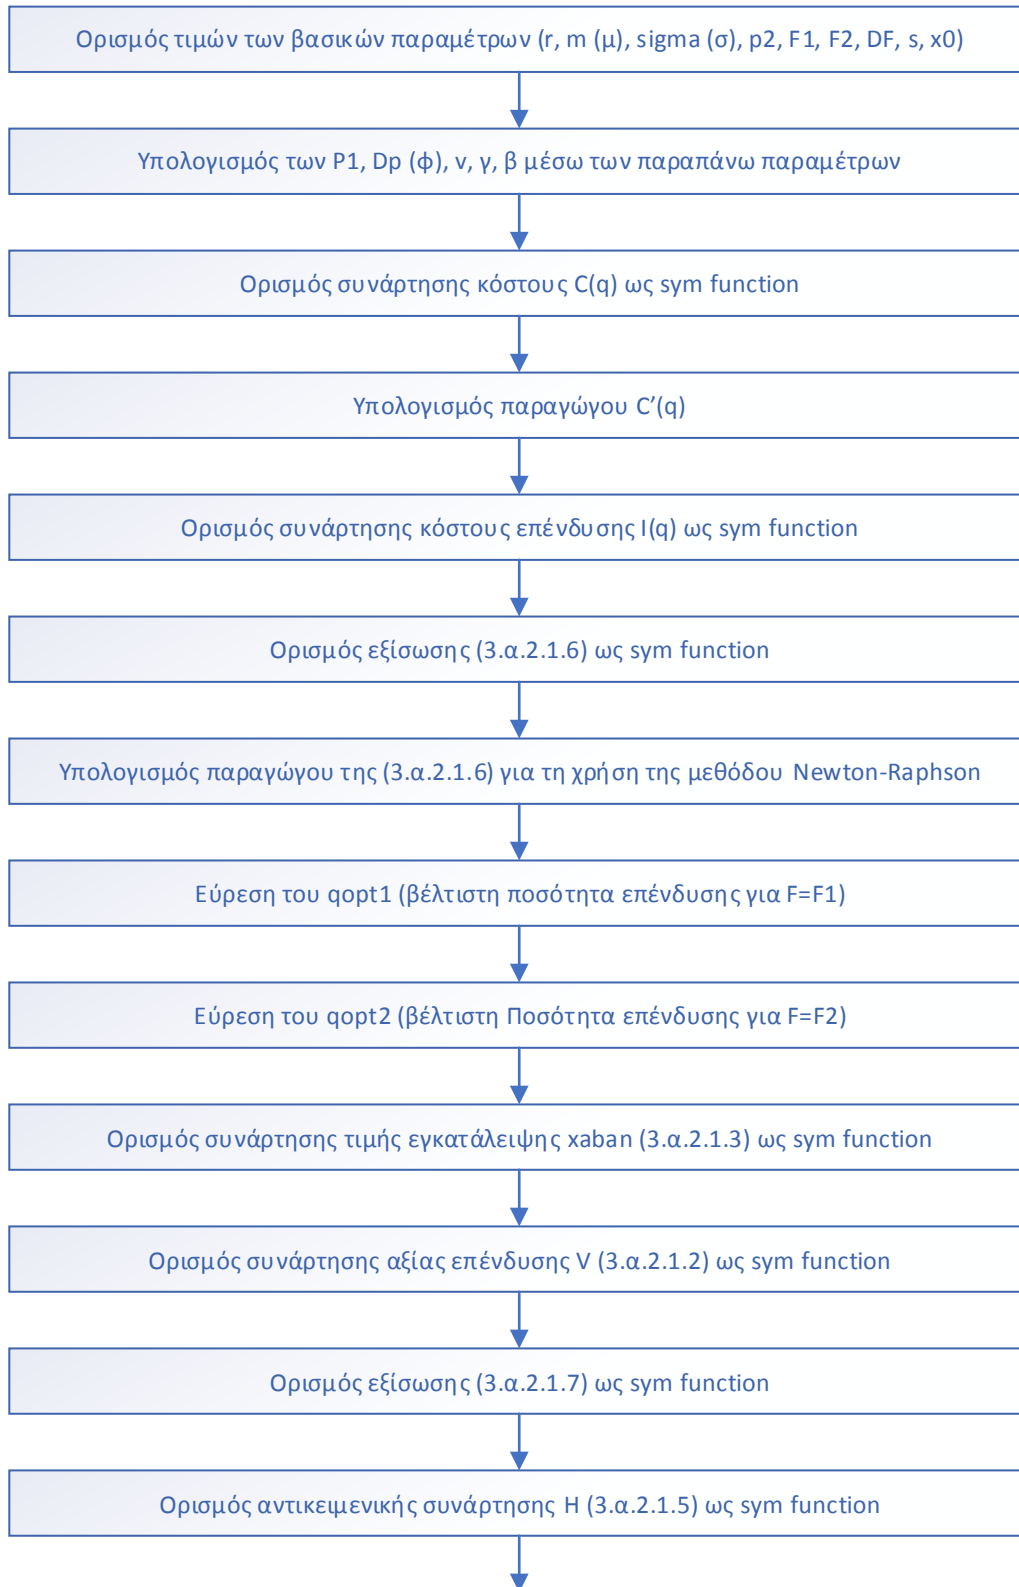 Ορισμός τιμών των βασικών παραμέτρων (r, m (μ), sigma (σ), p2, F1, F2, DF, s, x0)
Υπολογισμός των P1, Dp (φ), ν, γ, β μέσω των παραπάνω παραμέτρων
Ορισμός συνάρτησης κόστους C(q) ως sym function
Υπολογισμός παραγώγου C’(q)
Ορισμός συνάρτησης κόστους επένδυσης I(q) ως sym function
Ορισμός εξίσωσης (3.α.2.1.6) ως sym function
Υπολογισμός παραγώγου της (3.α.2.1.6) για τη χρήση της μεθόδου Newton-Raphson
Εύρεση του qopt1 (βέλτιστη ποσότητα επένδυσης για F=F1)
Εύρεση του qopt2 (βέλτιστη Ποσότητα επένδυσης για F=F2)
Ορισμός συνάρτησης τιμής εγκατάλειψης xaban (3.α.2.1.3) ως sym function
Ορισμός συνάρτησης αξίας επένδυσης V (3.α.2.1.2) ως sym function
Ορισμός εξίσωσης (3.α.2.1.7) ως sym function
Ορισμός αντικειμενικής συνάρτησης H (3.α.2.1.5) ως sym function